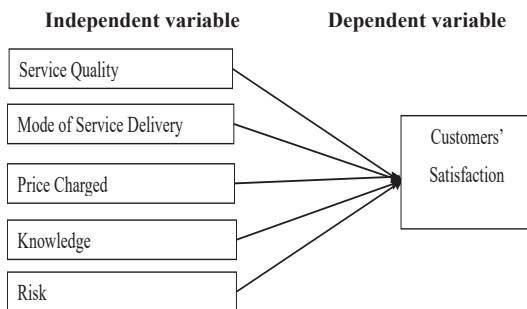 Independent variable
Dependent variable
Service Quality
Mode of Service Delivery
Price Charged
Knowledge
Risk
Customers’
Satisfaction